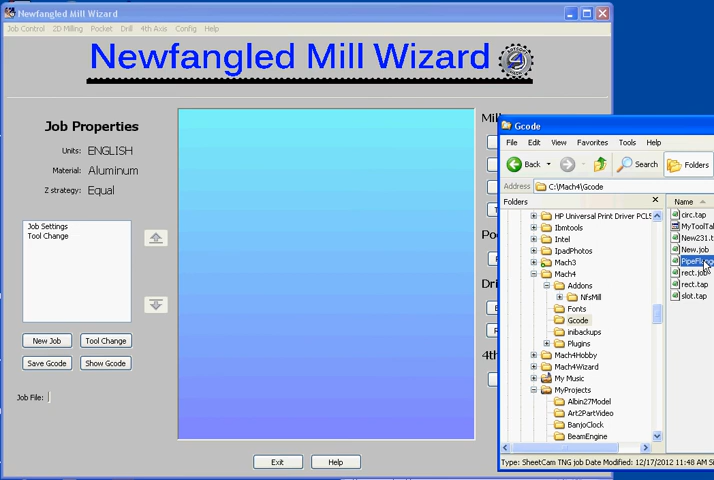 Newfangled Mill Wizard
Job Control 2D Milling Pocket Drill 4th Axis Config Help
Newfangled Mill Wizard
Job Properties
Units: ENGLISH
Material: Aluminum
Z strategy: Equal
Job Settings
Tool Change
New Job Tool Change
Save Gcode Show Gcode
Job File:
Exit Help
Mill
Po
Dri
4th
Gcode
File Edit View Favorites Tools Help
Back Search Folders
Address C:\Mach4\Gcode
Folders
HP Universal Print Driver PCL5
Ibmtools
Intel
IpadPhotos
Mach3
Mach4
Addons
NfsMill
Fonts
Gcode
inibackups
Plugins
Mach4Hobby
Mach4Wizard
My Music
MyProjects
Albin27Model
Art2PartVideo
BanjoClock
BeamEngine
Name
circ.tap
MyToolTa
New231.t
New.job
PipeFlang
rect.job
rect.tap
slot.tap
Type: SheetCam TNG job Date Modified: 12/17/2012 11:48 AM Si